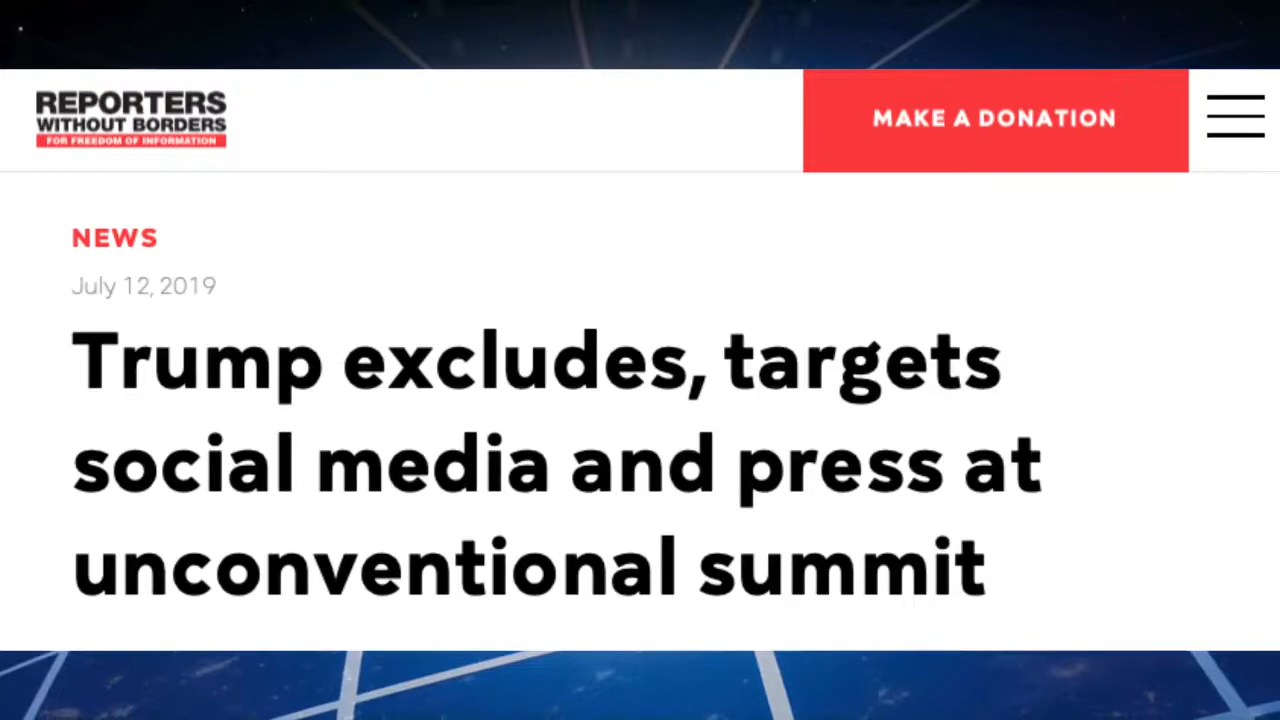 REPORTERS
WITHOUT BORDERS
FOR FREEDOM OF INFORMATION
MAKE A DONATION
NEWS
July 12, 2019
Trump excludes, targets
social media and press at
unconventional summit